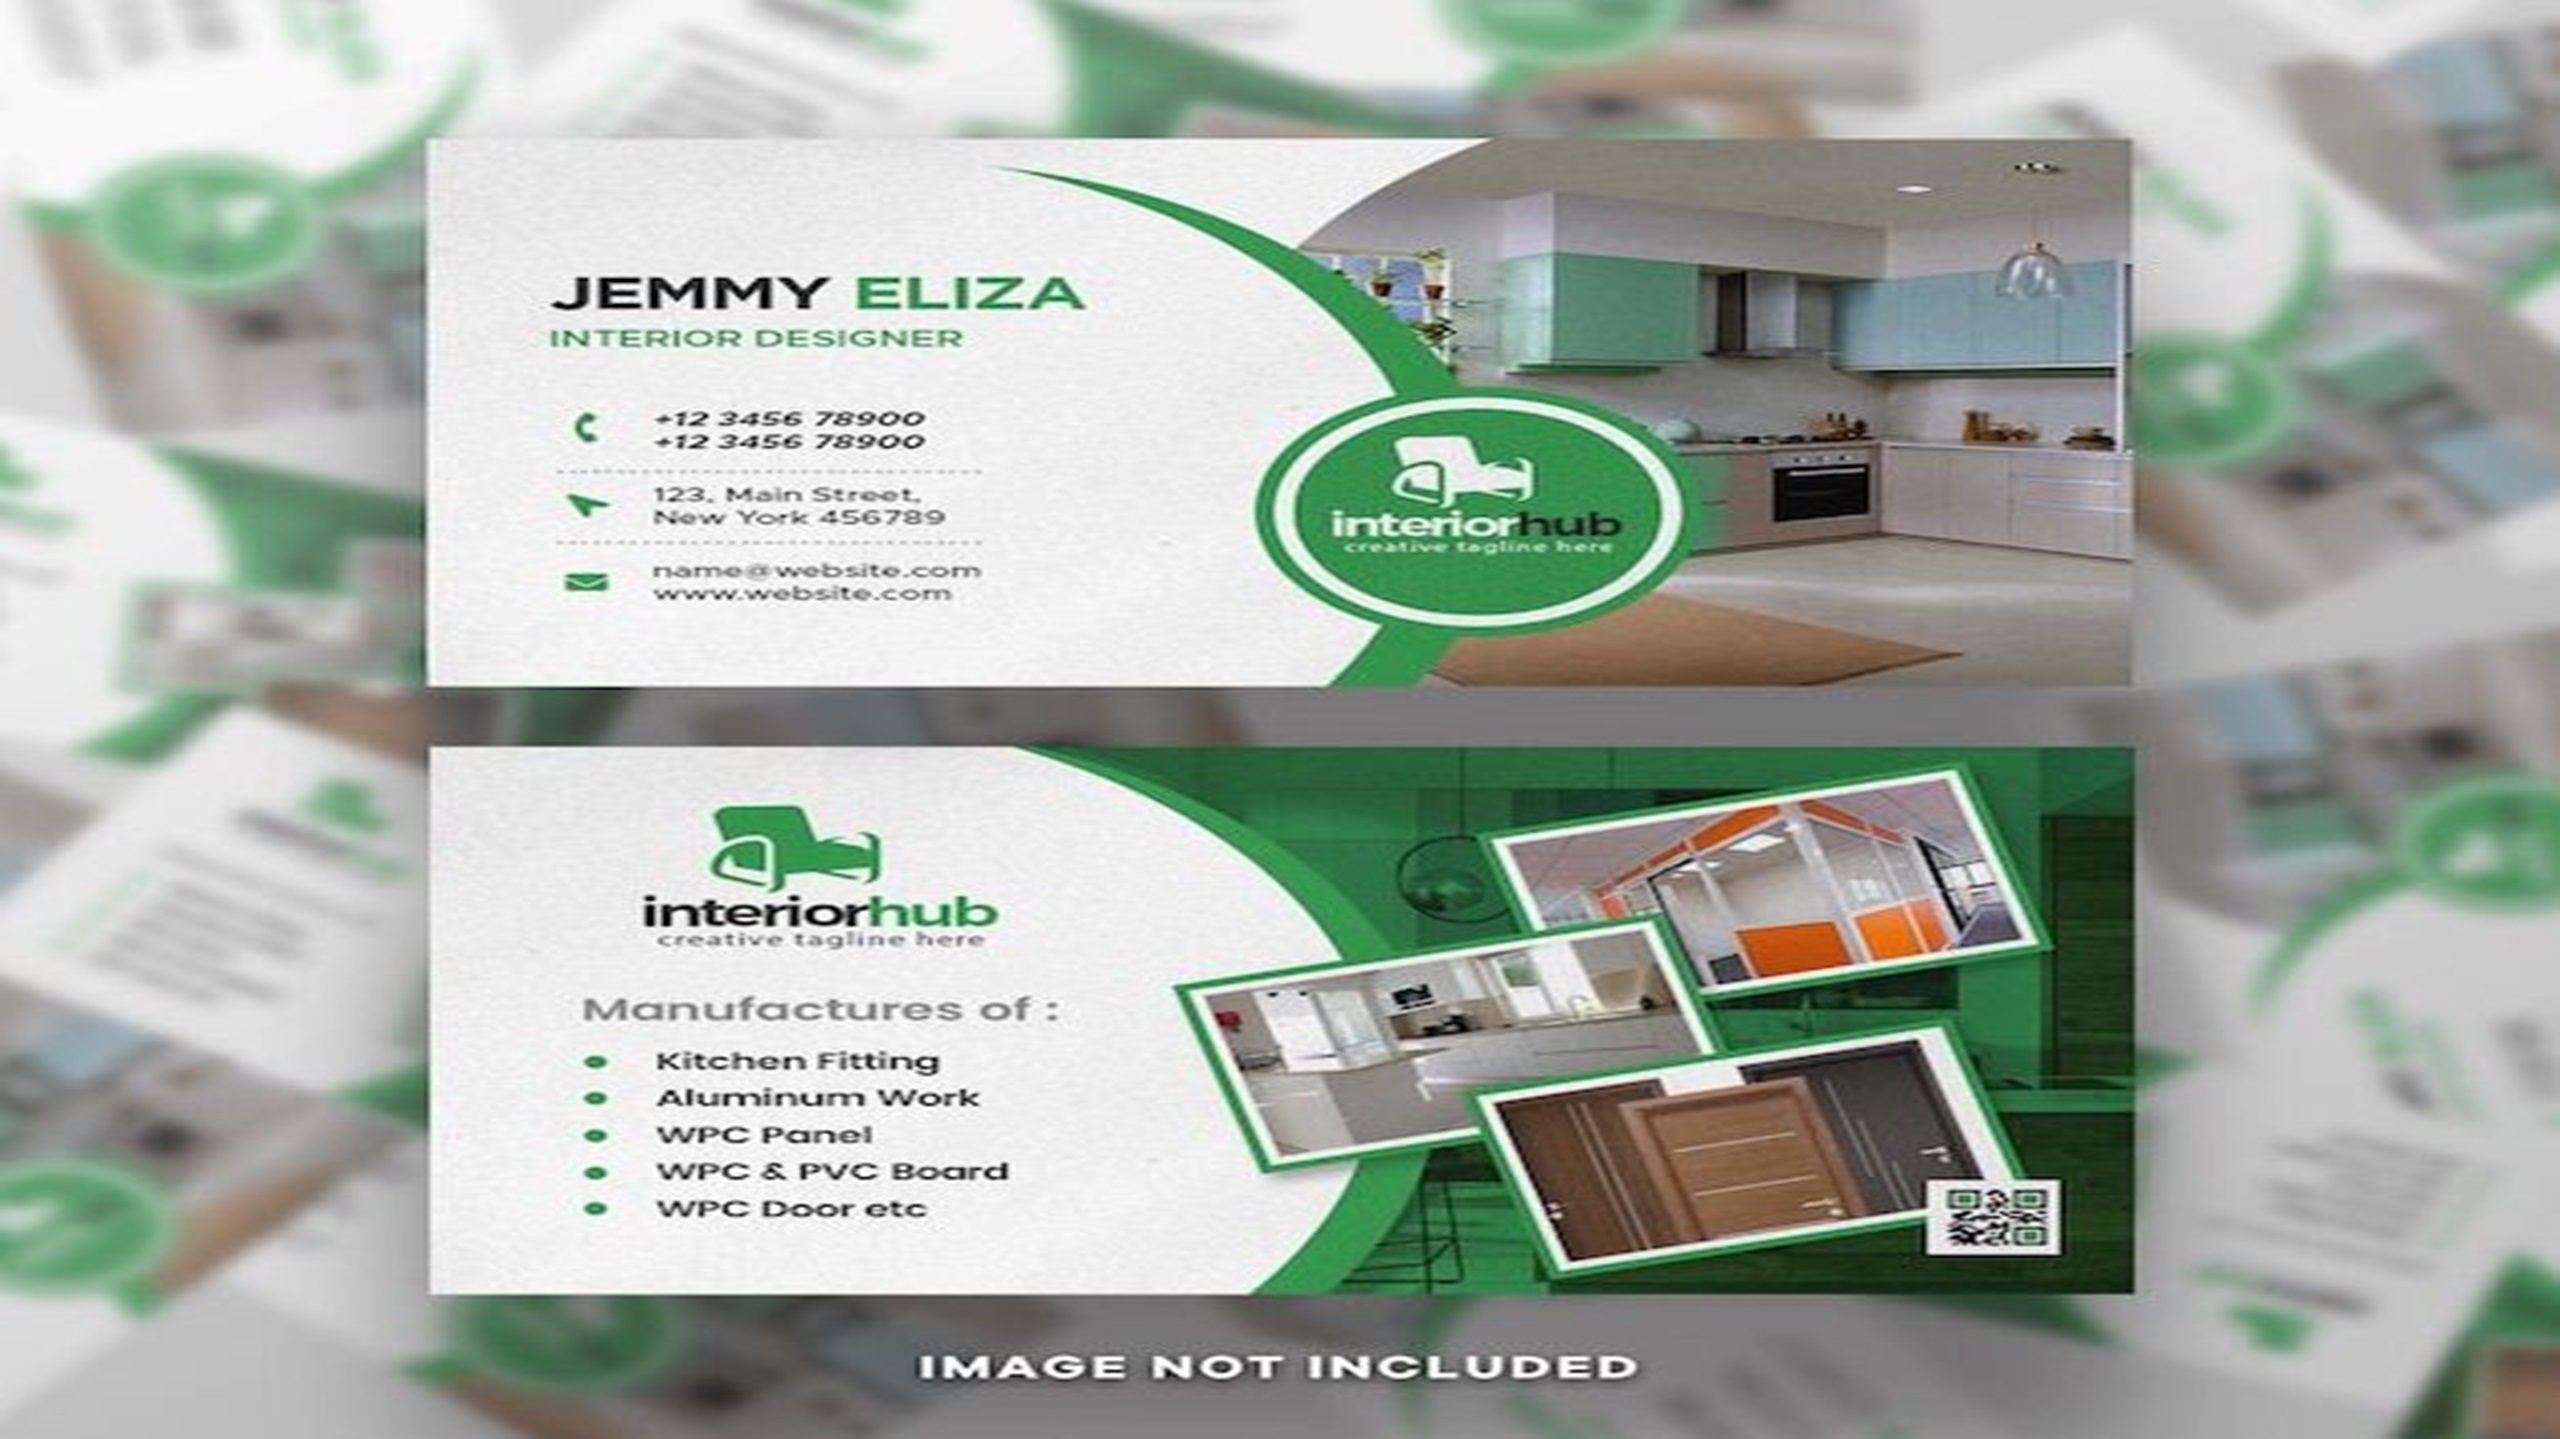 JEMMY ELIZA
INTERIOR DESIGNER
+12 3456 78900
+12 3456 78900
123, Main Street,
New York 456789
name@website.com
www.website.com
interiorhub
creative tagline here
interiorhub
creative tagline here
Manufactures of :
Kitchen Fitting
Aluminum Work
WPC Panel
WPC & PVC Board
WPC Door etc
IMAGE NOT INCLUDED